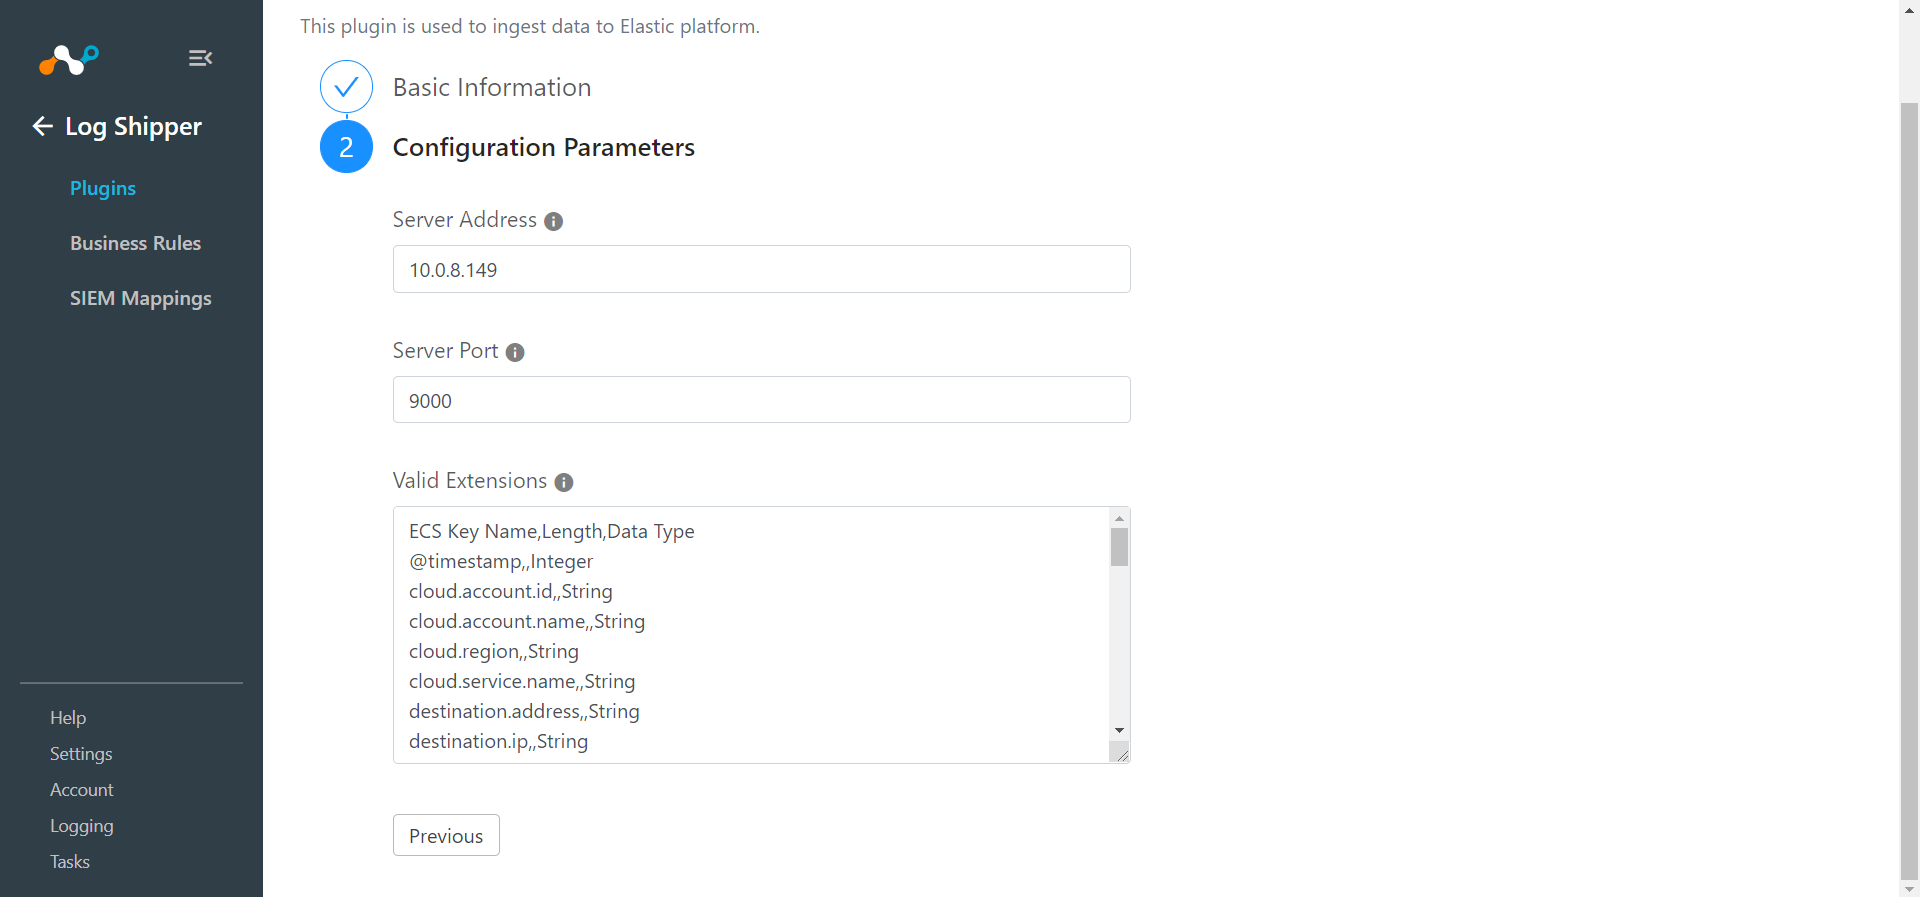 Log Shipper
Plugins
Business Rules
SIEM Mappings
Help
Settings
Account
Logging
Tasks
This plugin is used to ingest data to Elastic platform.
Basic Information
2 Configuration Parameters
Server Address
10.0.8.149
Server Port
9000
Valid Extensions
ECS Key Name,Length,Data Type
@timestamp,,Integer
cloud.account.id,,String
cloud.account.name,,String
cloud.region,,String
cloud.service.name,,String
destination.address,,String
destination.ip,,String
Previous